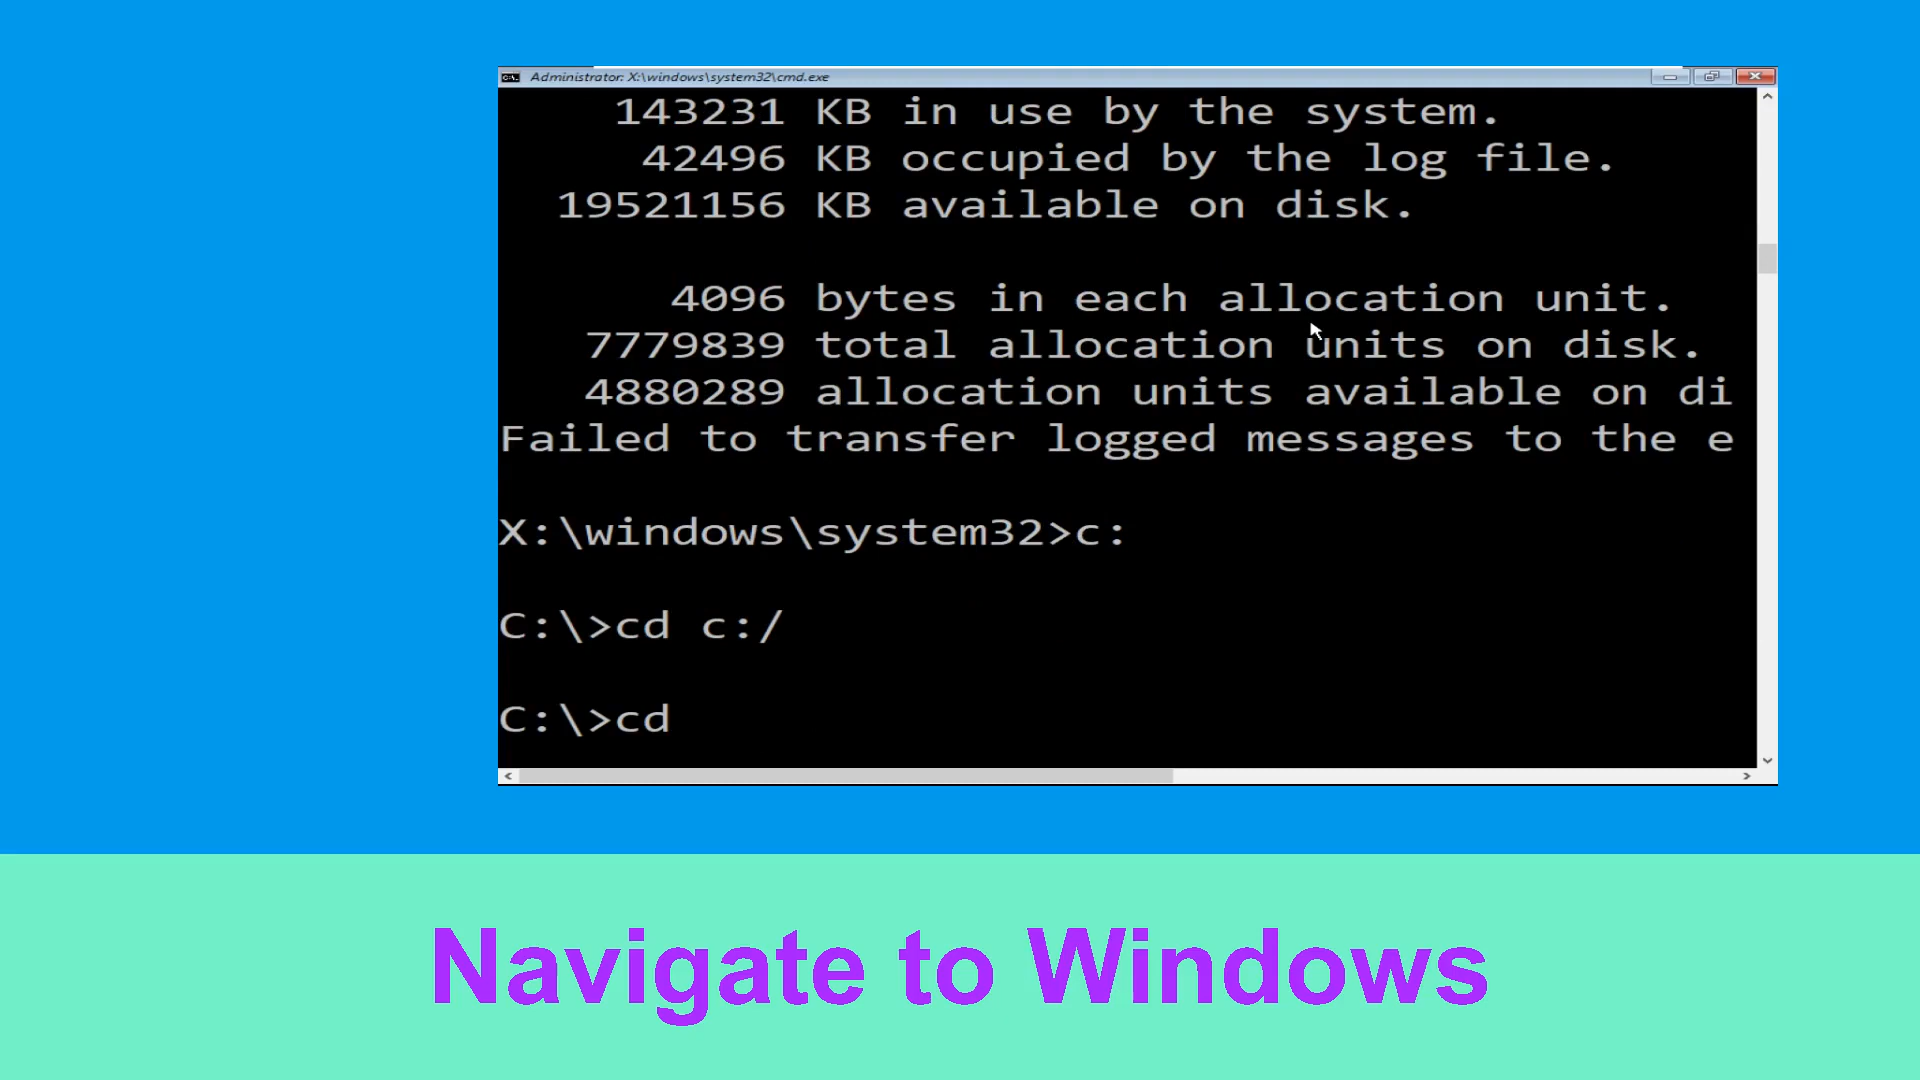 Administrator: X:\windows\system32\cmd.exe
143231 KB in use by the system.
42496 KB occupied by the log file.
19521156 KB available on disk.
4096 bytes in each allocation unit.
7779839 total allocation units on disk.
4880289 allocation units available on di
Failed to transfer logged messages to the e
X:\windows\system32>c:
C:\>cd c:/
C:\>cd
Navigate to Windows